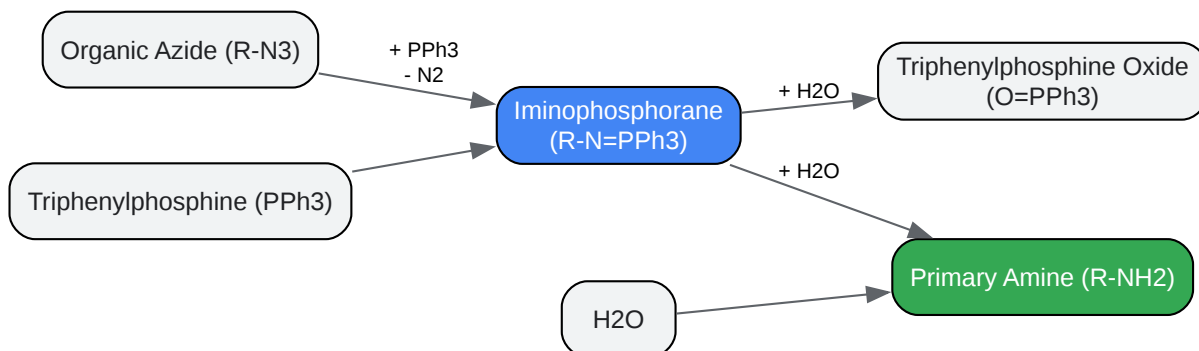 Organic Azide (R-N3)
+ PPh3
- N2
Triphenylphosphine Oxide
(O=PPh3)
+ H2O
Iminophosphorane
(R-N=PPh3)
Triphenylphosphine (PPh3)
+ H2O
Primary Amine (R-NH2)
H2O